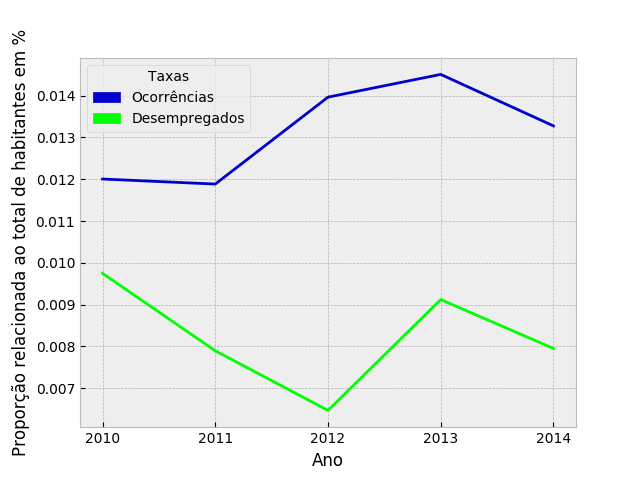 Proporção relacionada ao total de habitantes em %
Taxas
Ocorrências
Desempregados
0.014
0.013
0.012
0.011
0.010
0.009
0.008
0.007
2010 2011 2012 2013 2014
Ano